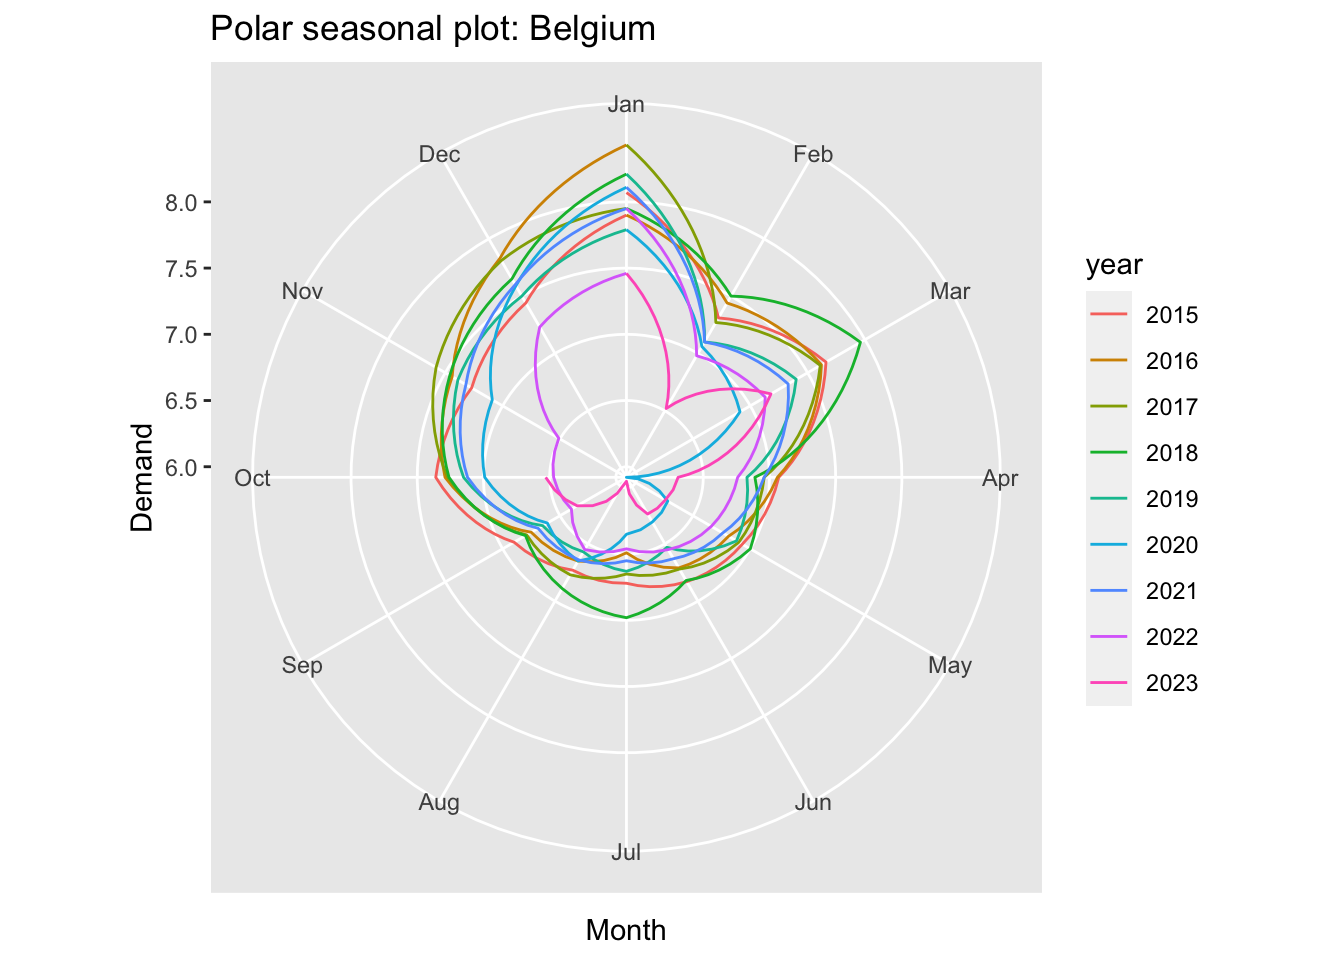 Polar seasonal plot: Belgium
Jan
Feb
Mar
Apr
May
Jun
Jul
Aug
Sep
Oct
Nov
Dec
8.0
7.5
7.0
6.5
6.0
Demand
Month
year
2015
2016
2017
2018
2019
2020
2021
2022
2023